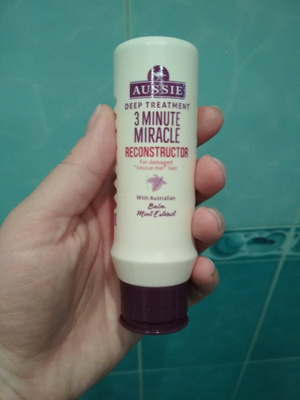 AUSSIE
DEEP TREATMENT
3 MINUTE
MIRACLE
RECONSTRUCTOR
For damaged
"rescue me!" hair
With Australian
Balm
Mint Extract